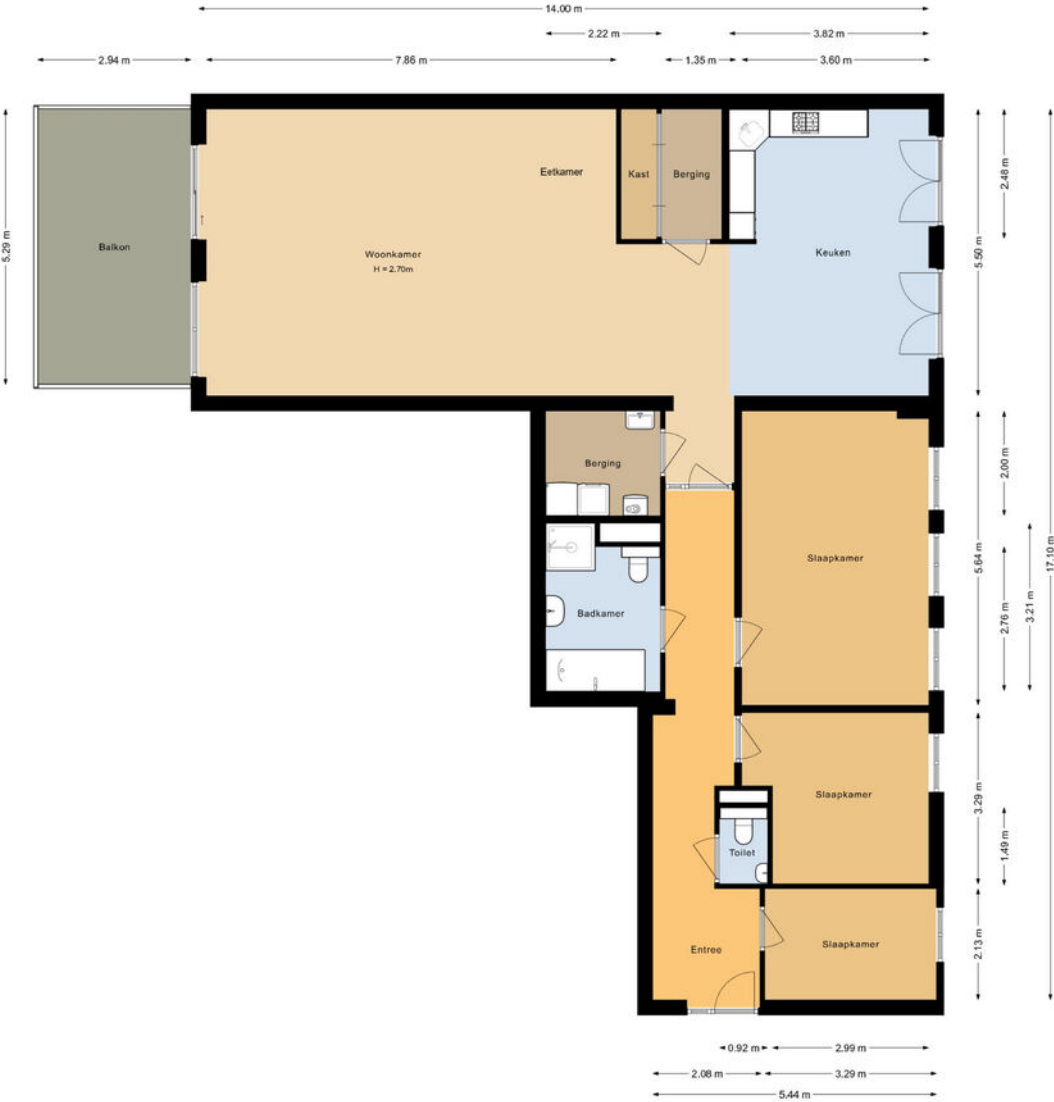 14.00 m
2.22 m
3.82 m
2.94 m
7.86 m
1.35 m
3.60 m
Eetkamer
Kast
Berging
2.48 m
5.29 m
Balkon
Woonkamer
H = 2.70m
Keuken
5.50 m
Berging
2.00 m
Slaapkamer
5.64 m
17.10 m
Badkamer
2.76 m
3.21 m
Slaapkamer
3.29 m
Toilet
1.49 m
Entree
Slaapkamer
2.13 m
0.92 m
2.99 m
2.08 m
3.29 m
5.44 m